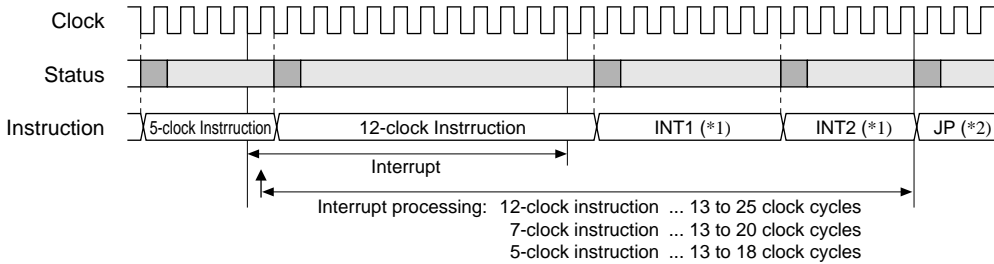 Clock
Status
Instruction
5-clock Instruction 12-clock Instrruction INT1 (*1) INT2 (*1) JP (*2)
Interrupt
Interrupt processing: 12-clock instruction ... 13 to 25 clock cycles
7-clock instruction ... 13 to 20 clock cycles
5-clock instruction ... 13 to 18 clock cycles